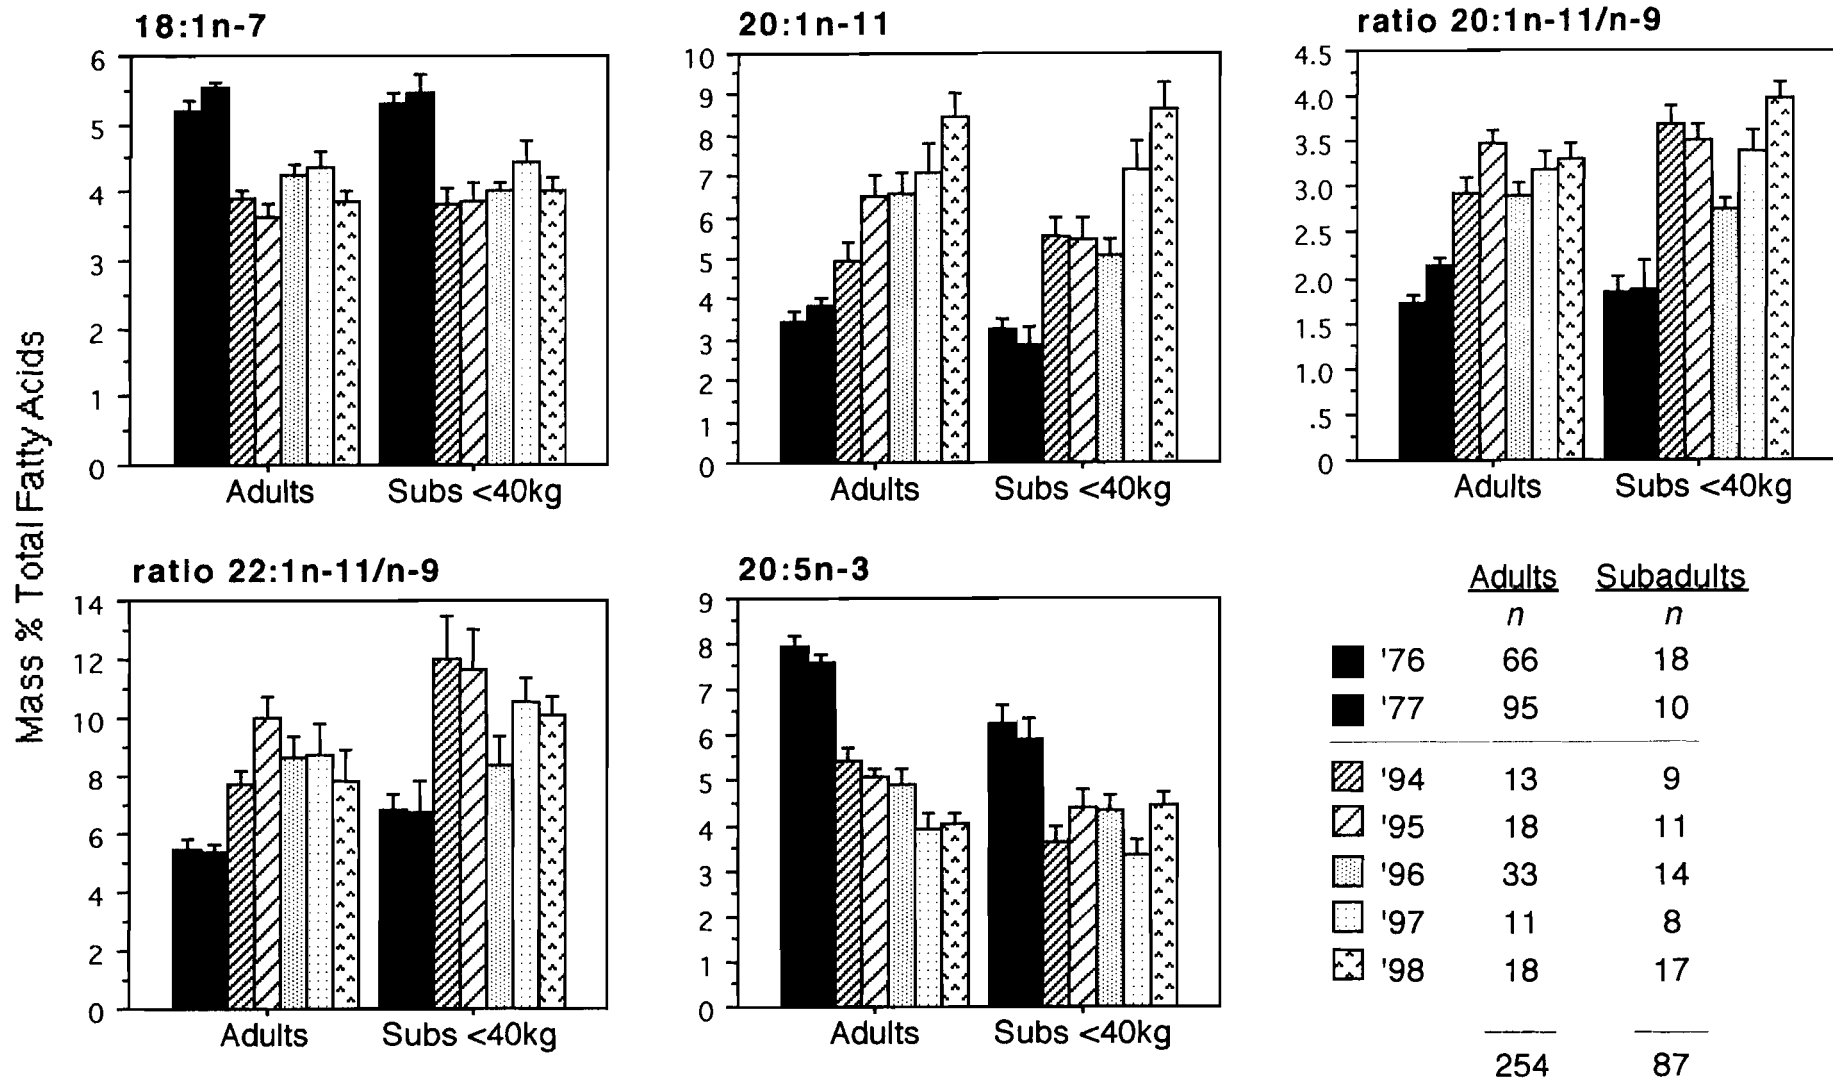 18:1n-7
20:1n-11
ratio 20:1n-11/n-9
Mass % Total Fatty Acids
6
5
4
3
2
1
0
Adults
Subs <40kg
10
9
8
7
6
5
4
3
2
1
0
Adults
Subs <40kg
4.5
4.0
3.5
3.0
2.5
2.0
1.5
1.0
.5
0
Adults
Subs <40kg
ratio 22:1n-11/n-9
14
12
10
8
6
4
2
0
Adults
Subs <40kg
20:5n-3
9
8
7
6
5
4
3
2
1
0
Adults
Subs <40kg
Adults Subadults
n n
'76 66 18
'77 95 10
'94 13 9
'95 18 11
'96 33 14
'97 11 8
'98 18 17
254 87